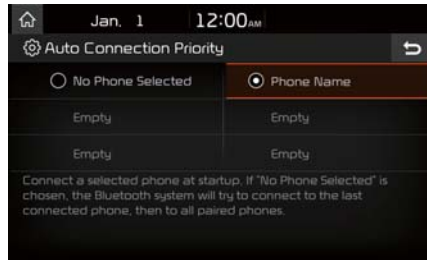 Jan. 1 12:00 AM
Auto Connection Priority
No Phone Selected Phone Name
Empty Empty
Empty Empty
Connect a selected phone at startup. If "No Phone Selected" is
chosen, the Bluetooth system will try to connect to the last
connected phone, then to all paired phones.